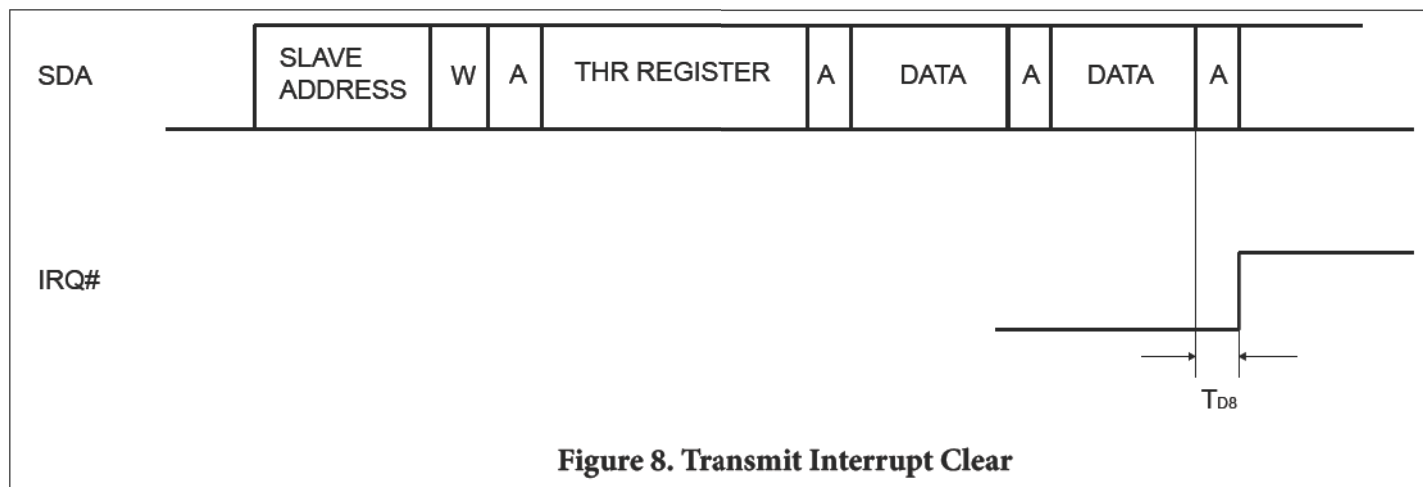 SDA
SLAVE
ADDRESS
W
A
THR REGISTER
A
DATA
A
DATA
A
IRQ#
TD8
Figure 8. Transmit Interrupt Clear